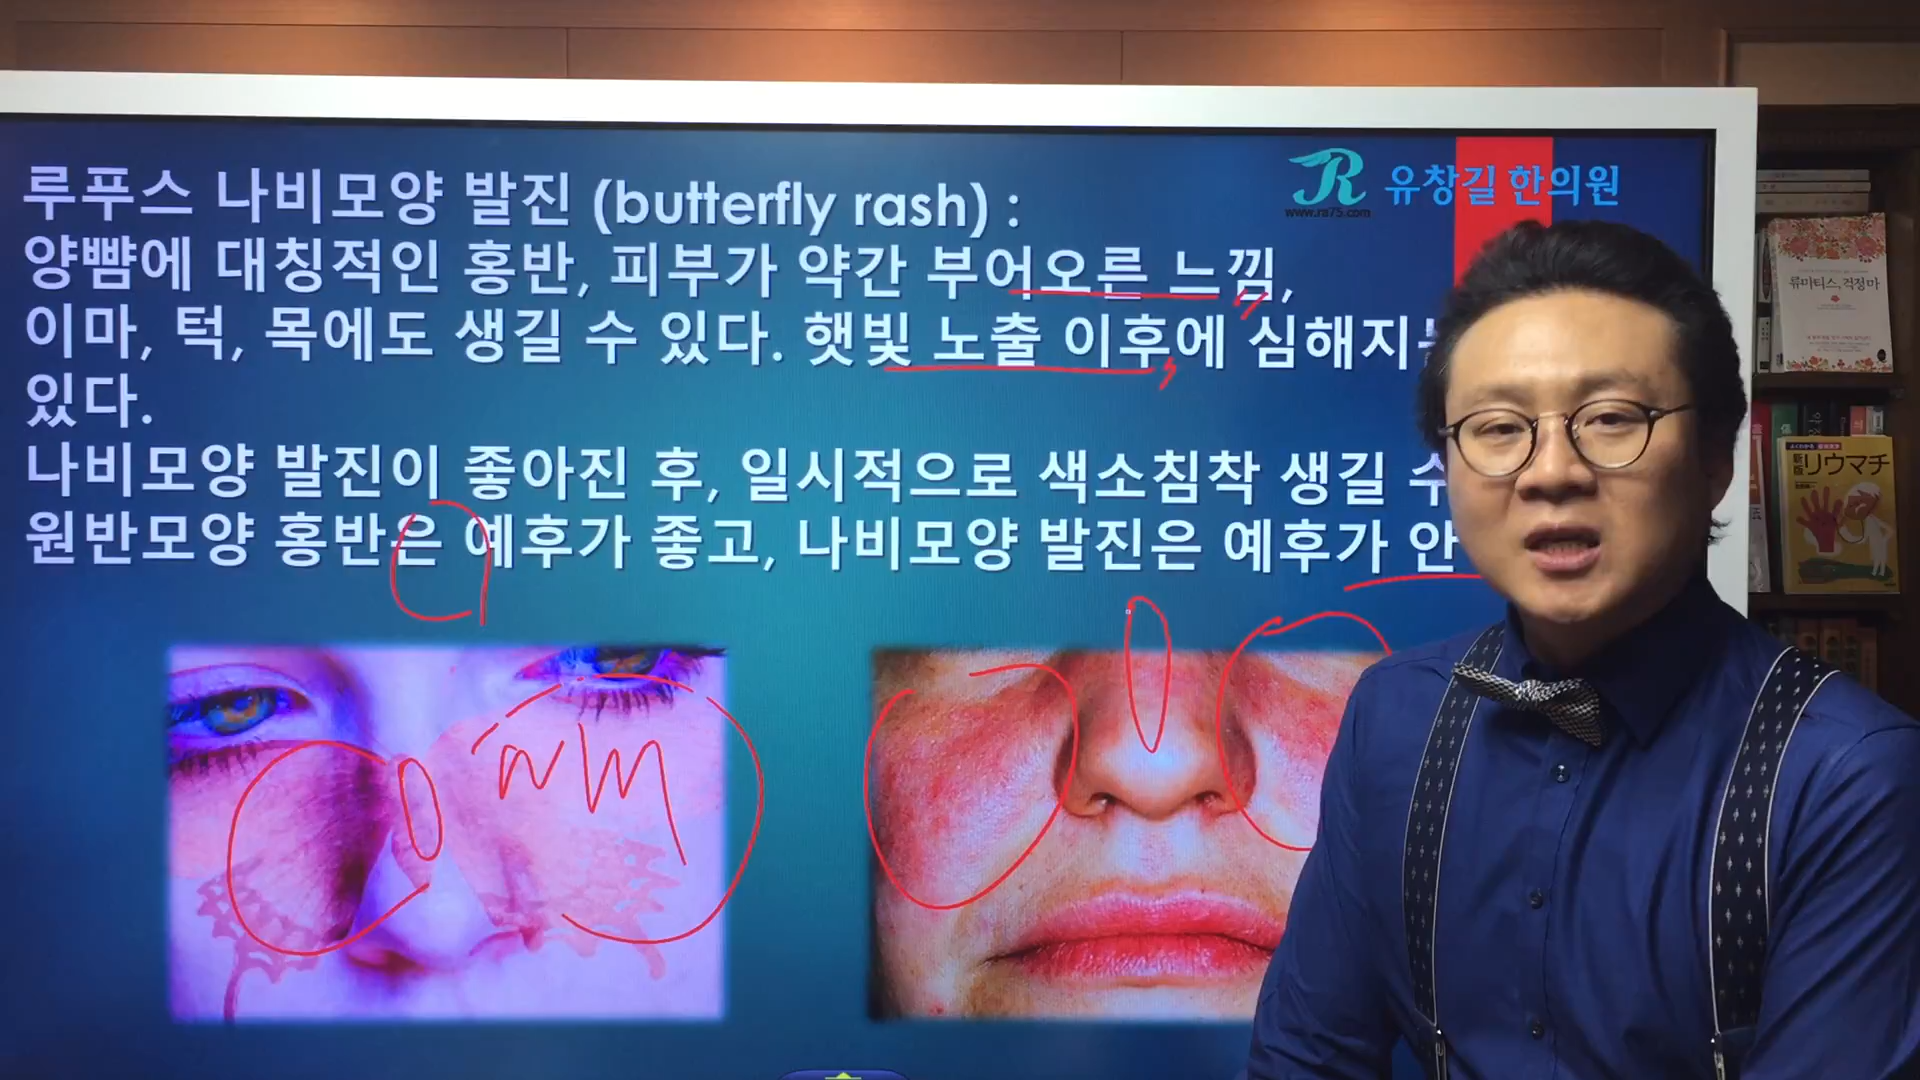 루푸스 나비모양 발진 (butterfly rash) :
양뺨에 대칭적인 홍반, 피부가 약간 부어오른 느낌,
이마, 턱, 목에도 생길 수 있다. 햇빛 노출 이후에 심해지는
있다.
나비모양 발진이 좋아진 후, 일시적으로 색소침착 생길 수
원반모양 홍반은 예후가 좋고, 나비모양 발진은 예후가 안
JR 유창길 한의원
www.ra75.com
류마티스, 걱정마
新版 リウマチ